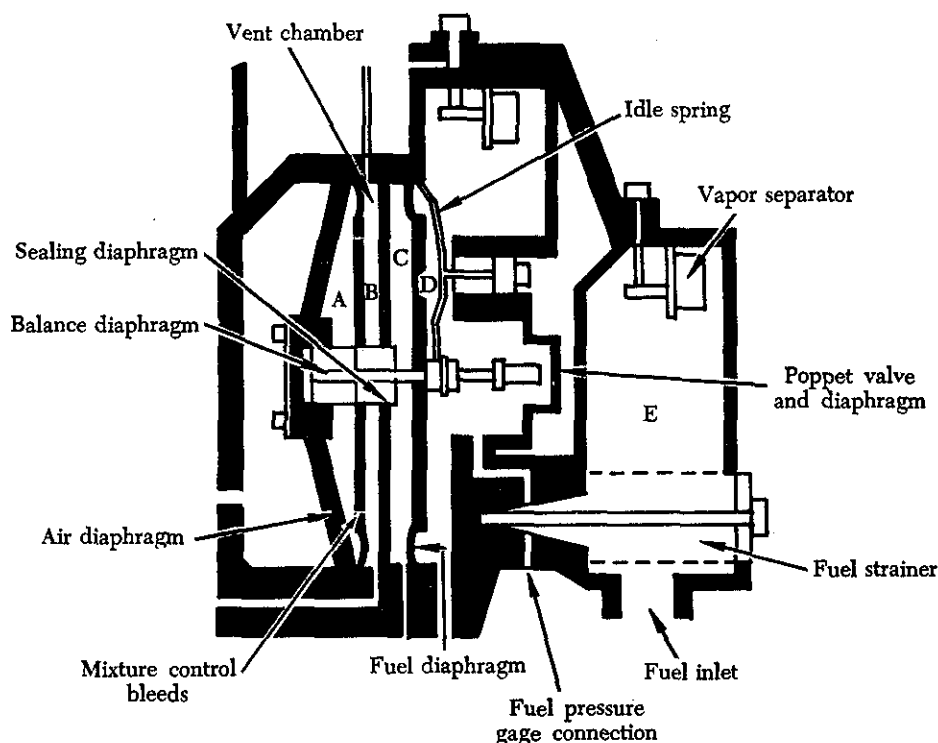 Vent chamber
Idle spring
Vapor separator
Sealing diaphragm
C
D
A
B
Balance diaphragm
Poppet valve
and diaphragm
E
Air diaphragm
Fuel strainer
Mixture control
bleeds
Fuel diaphragm
Fuel inlet
Fuel pressure
gage connection